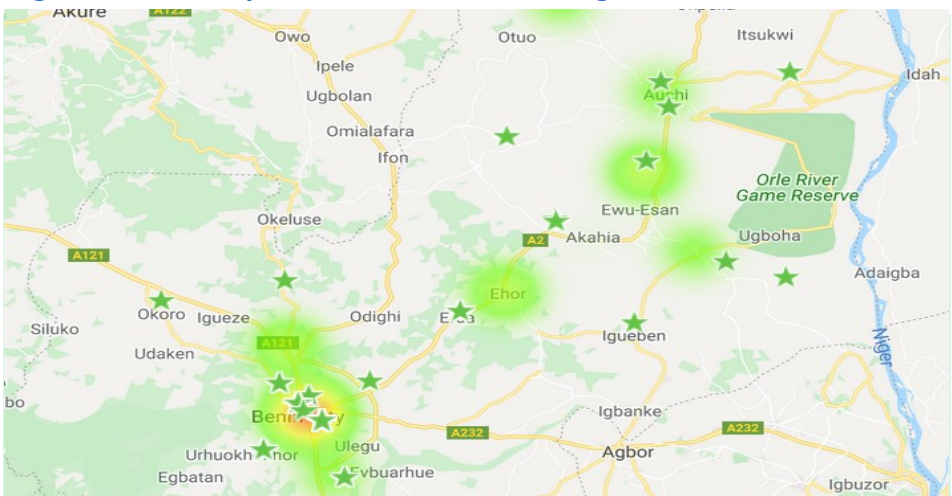 Akure
A122
Owo
Otuo
Itsukwi
Ipele
Idah
Ugbolan
Auchi
Omialafara
Ifon
Orle River
Game Reserve
Ewu-Esan
Okeluse
A2
Akahia
Ugboha
A121
Adaigba
Ehor
Okoro
Igueze
Odighi
Siluko
Igueben
A121
Niger
Udaken
Igbanke
A232
A232
Ulegu
Agbor
Egbatan
Evbuarhue
Igbuzor